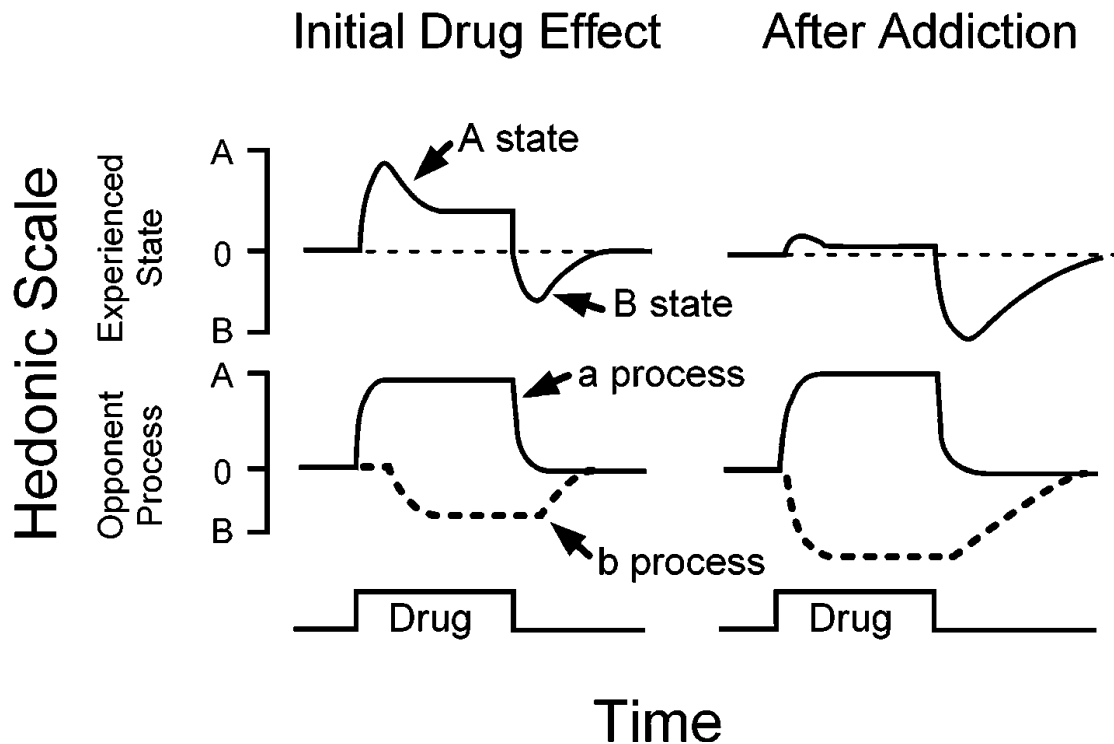 Initial Drug Effect
After Addiction
Hedonic Scale
Experienced
State
A
0
B
A state
B state
Opponent
Process
A
0
B
a process
b process
Drug
Drug
Time